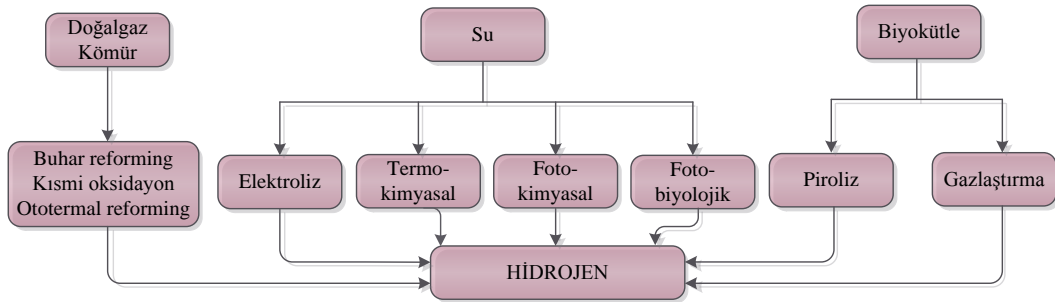 Doğalgaz
Kömür
Su
Biyokütle
Buhar reforming
Kısmi oksidayon
Ototermal reforming
Elektroliz
Termo-
kimyasal
Foto-
kimyasal
Foto-
biyolojik
Piroliz
Gazlaştırma
HİDROJEN